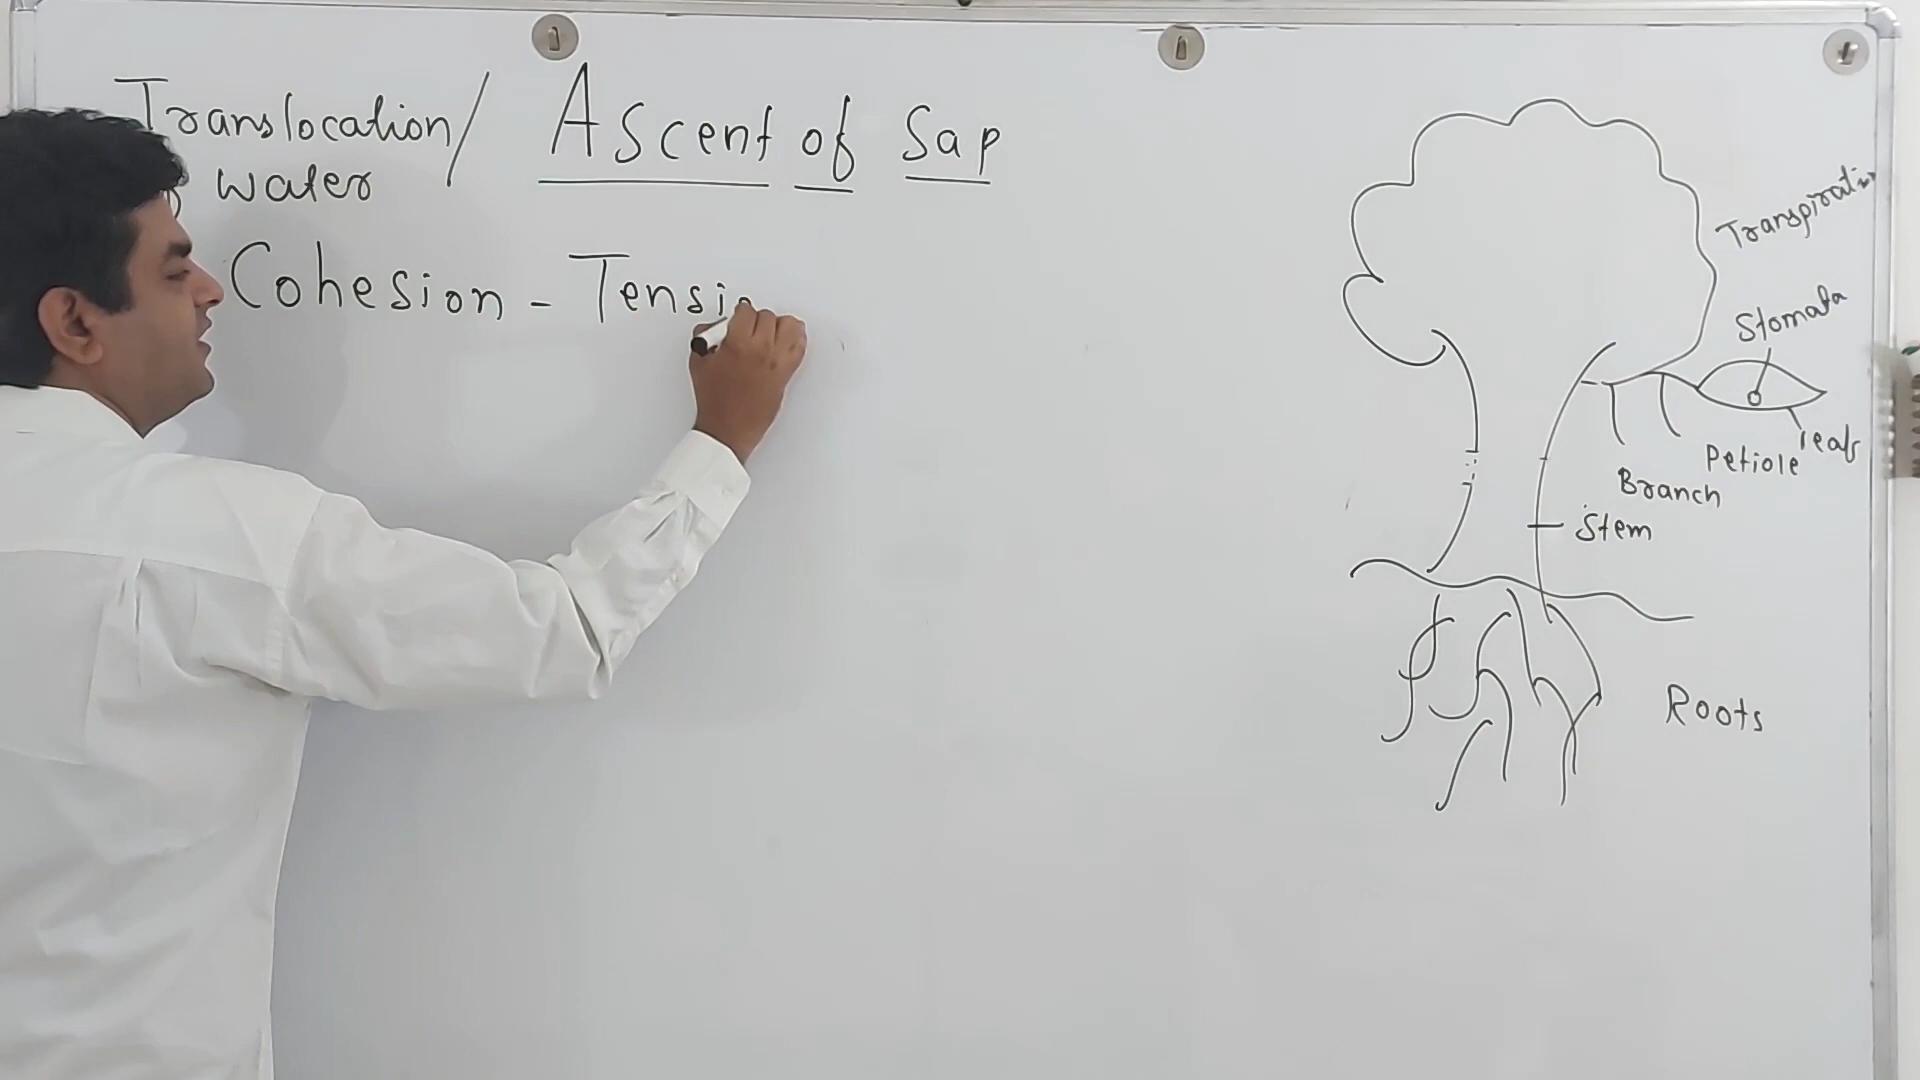 Translocation/ Ascent of Sap
water
Cohesion - Tensi
Transpiration
Stomata
leaf
Petiole
Branch
Stem
Roots